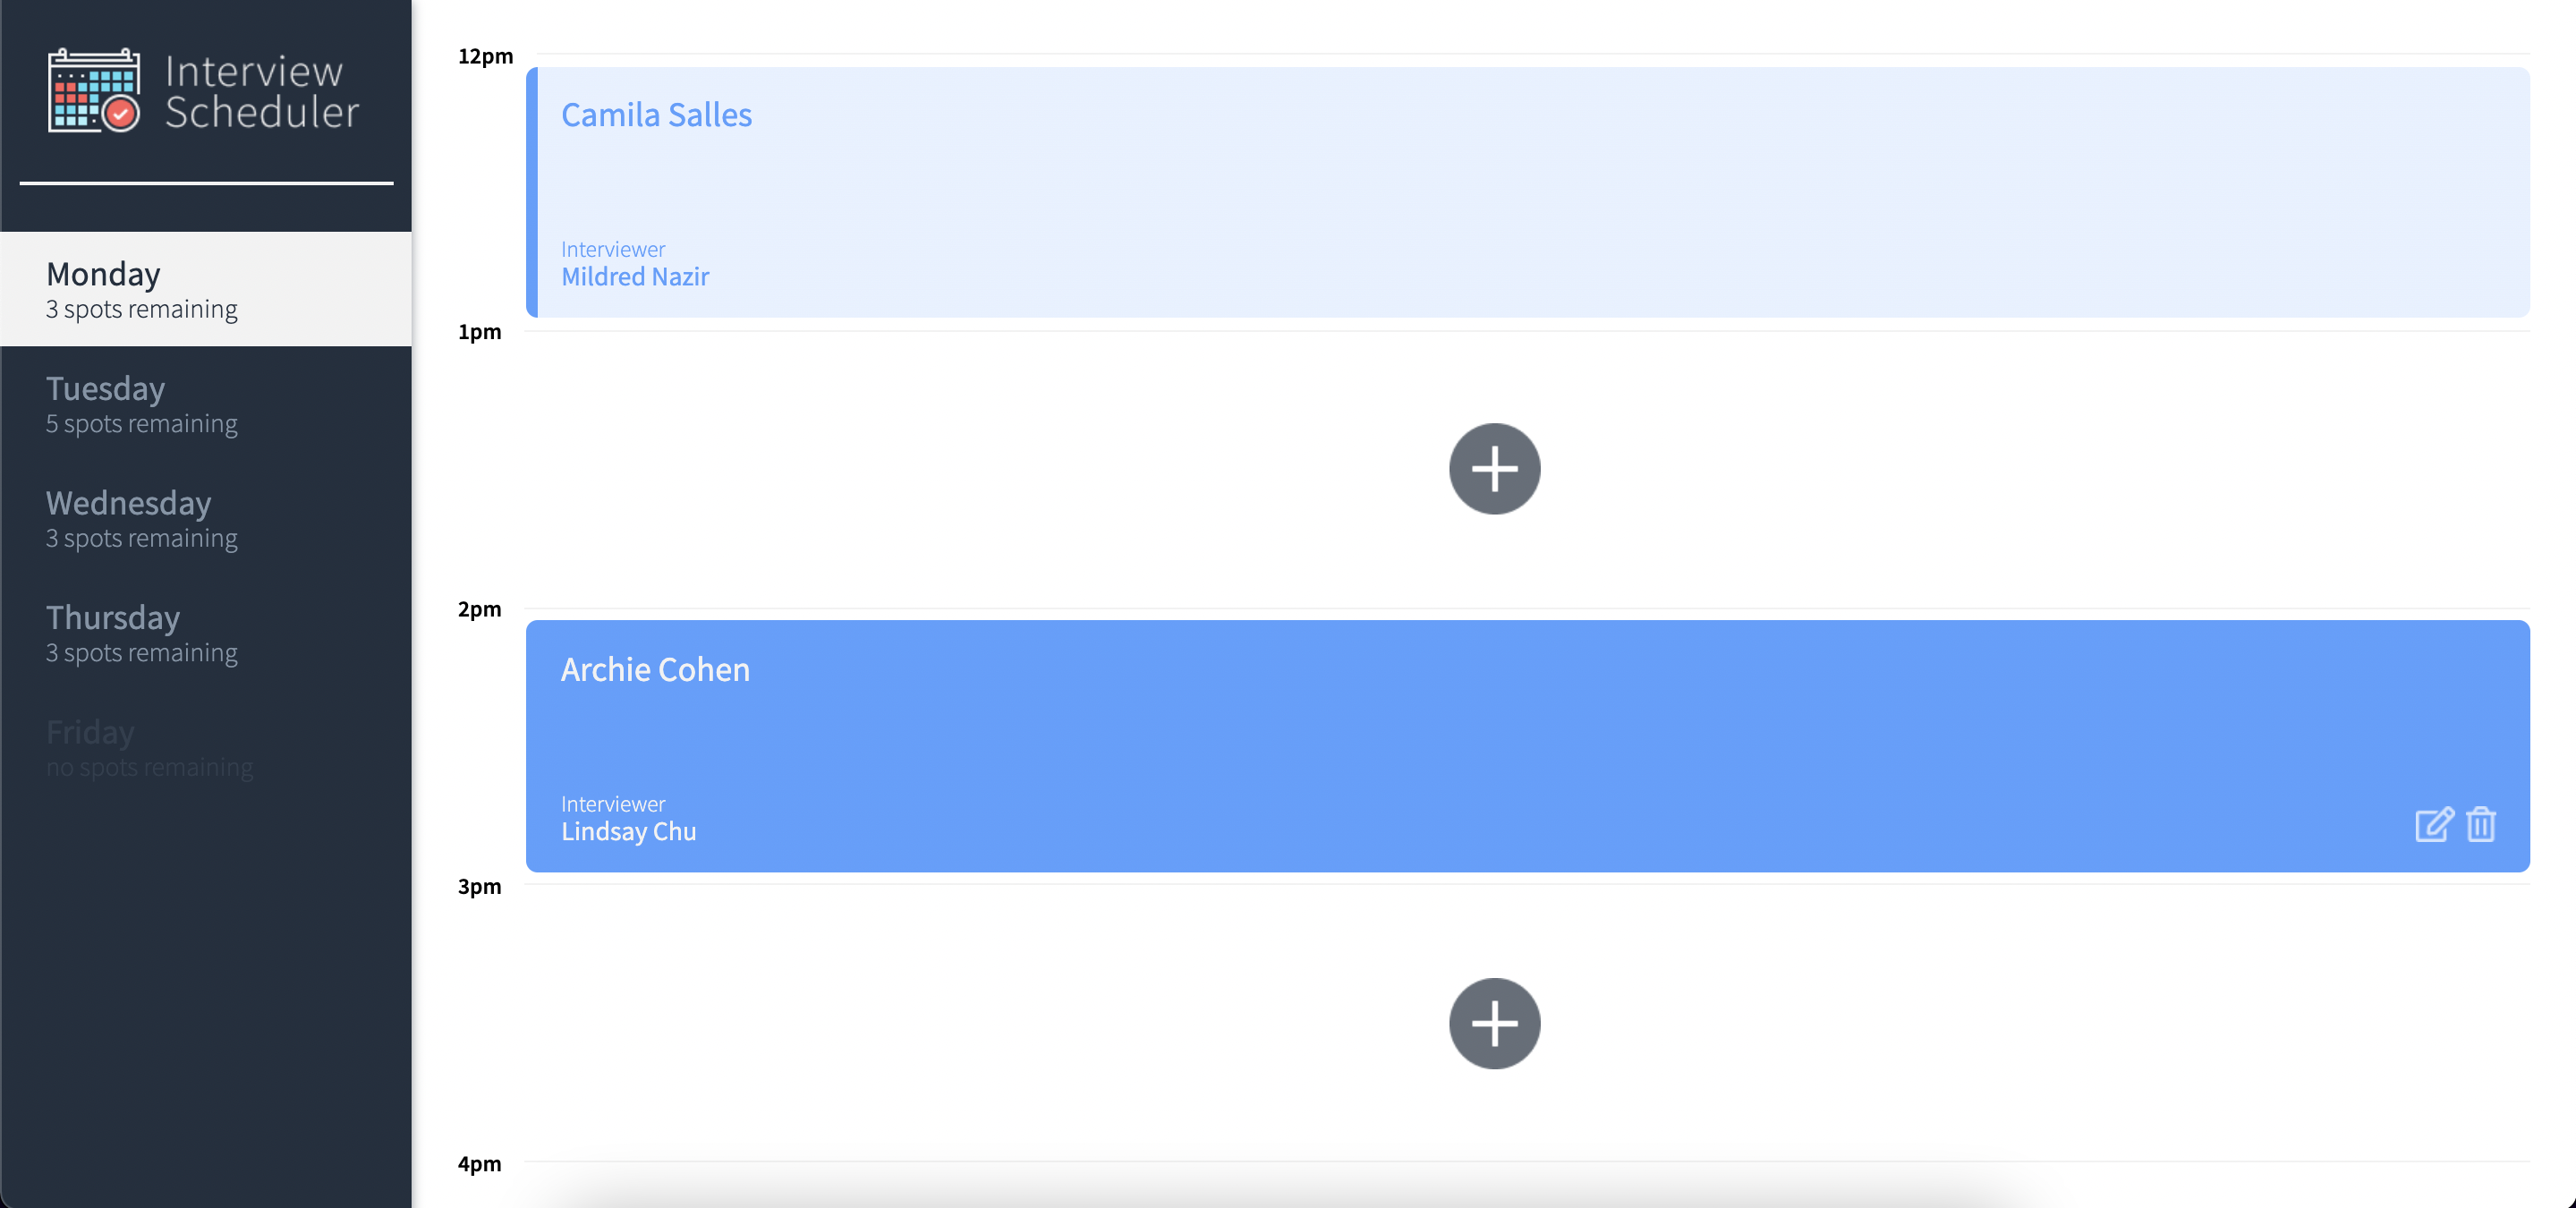 Interview
Scheduler
Monday
3 spots remaining
Tuesday
5 spots remaining
Wednesday
3 spots remaining
Thursday
3 spots remaining
Friday
no spots remaining
12pm
Camila Salles
Interviewer
Mildred Nazir
1pm
2pm
Archie Cohen
Interviewer
Lindsay Chu
3pm
4pm